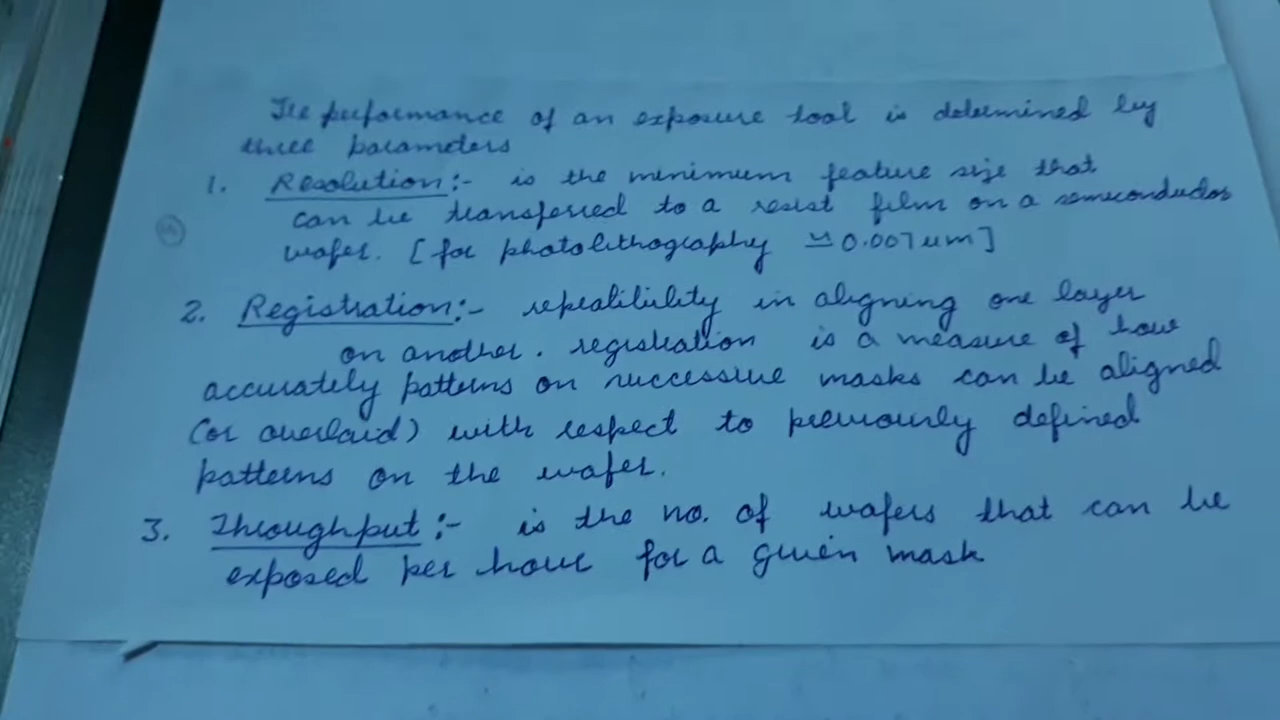 The performance of an exposure tool is determined by
three parameters
1. Resolution:- is the minimum feature size that
can be transferred to a resist film on a semiconductor
wafer. [for photolithography ≃0.007um]
2. Registration:- repeatibility in aligning one layer
on another. registration is a measure of how
accurately patterns on successive masks can be aligned
(or overlaid) with respect to previously defined
patterns on the wafer.
3. Throughput:- is the no. of wafers that can be
exposed per hour for a given mask